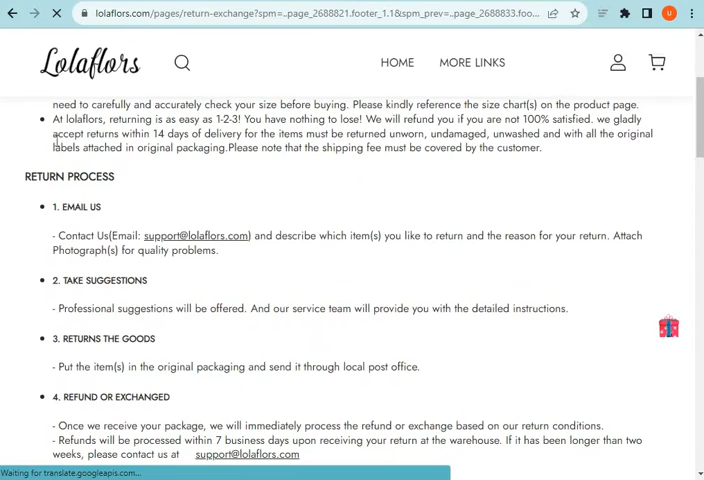 lolaflors.com/pages/return-exchange?spm=..page_2688821.footer_1.1&spm_prev=..page_2688833.foo...
U
Lolaflors
HOME
MORE LINKS
need to carefully and accurately check your size before buying. Please kindly reference the size chart(s) on the product page.
At lolaflors, returning is as easy as 1-2-3! You have nothing to lose! We will refund you if you are not 100% satisfied. we gladly
accept returns within 14 days of delivery for the items must be returned unworn, undamaged, unwashed and with all the original
labels attached in original packaging.Please note that the shipping fee must be covered by the customer.
RETURN PROCESS
1. EMAIL US
- Contact Us(Email: support@lolaflors.com) and describe which item(s) you like to return and the reason for your return. Attach
Photograph(s) for quality problems.
2. TAKE SUGGESTIONS
- Professional suggestions will be offered. And our service team will provide you with the detailed instructions.
3. RETURNS THE GOODS
- Put the item(s) in the original packaging and send it through local post office.
4. REFUND OR EXCHANGED
- Once we receive your package, we will immediately process the refund or exchange based on our return conditions.
- Refunds will be processed within 7 business days upon receiving your return at the warehouse. If it has been longer than two
weeks, please contact us at support@lolaflors.com
Waiting for translate.googleapis.com...